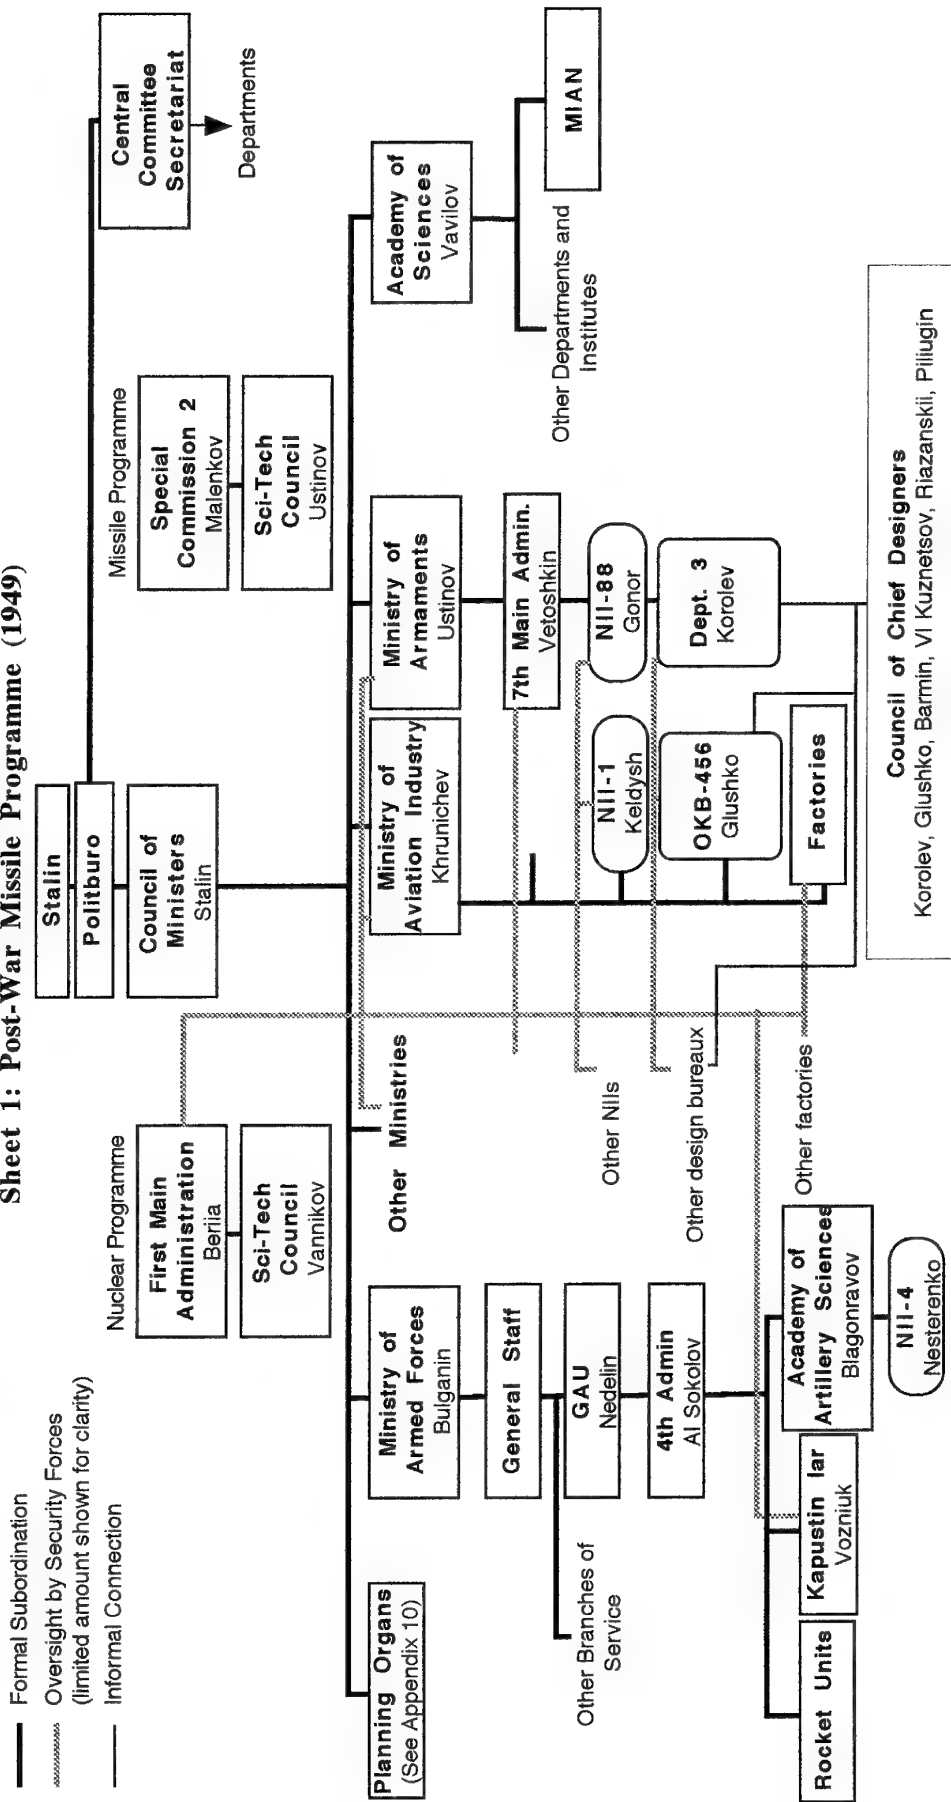 Sheet 1: Post-War Missile Programme (1949)
Formal Subordination
Oversight by Security Forces
(limited amount shown for clarity)
Informal Connection
Stalin
Politburo
Council of
Ministers
Stalin
Central
Committee
Secretariat
Departments
Nuclear Programme
First Main
Administration
Beriia
Sci-Tech
Council
Vannikov
Missile Programme
Special
Commission 2
Malenkov
Sci-Tech
Council
Ustinov
Planning Organs
(See Appendix 10)
Ministry of
Armed Forces
Bulganin
Other Ministries
Ministry of
Aviation Industry
Khrunichev
Ministry of
Armaments
Ustinov
Academy of
Sciences
Vavilov
General Staff
Other Branches of
Service
GAU
Nedelin
4th Admin
AI Sokolov
Rocket Units
Kapustin Iar
Vozniuk
Academy of
Artillery Sciences
Blagonravov
NII-4
Nesterenko
Other NIIs
Other design bureaux
Other factories
NII-1
Keldysh
OKB-456
Glushko
Factories
7th Main Admin.
Vetoshkin
NII-88
Gonor
Dept. 3
Korolev
Other Departments and
Institutes
MIAN
Council of Chief Designers
Korolev, Glushko, Barmin, VI Kuznetsov, Riazanskii, Piliugin